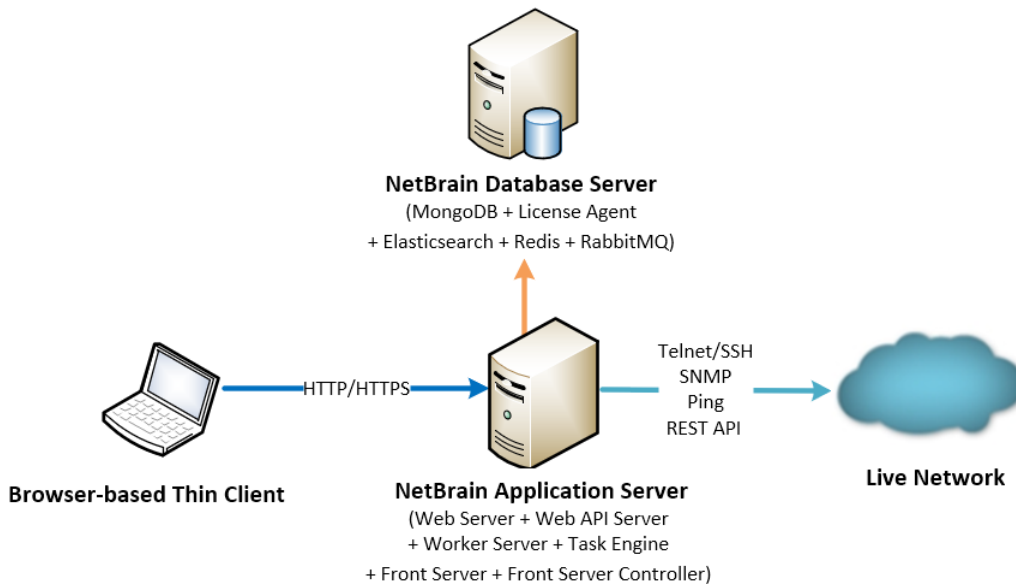 NetBrain Database Server
(MongoDB + License Agent
+ Elasticsearch + Redis + RabbitMQ)
HTTP/HTTPS
Telnet/SSH
SNMP
Ping
REST API
Browser-based Thin Client
NetBrain Application Server
(Web Server + Web API Server
+ Worker Server + Task Engine
+ Front Server + Front Server Controller)
Live Network